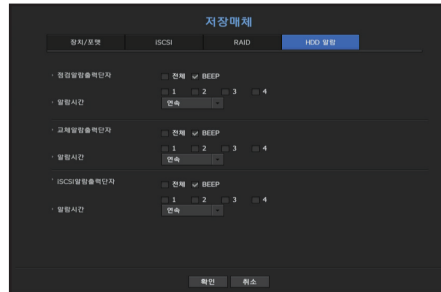 저장매체
장치/포맷 iSCSI RAID HDD 알람
· 점검알람출력단자 전체 BEEP
1 2 3 4
· 알람시간 연속
· 교체알람출력단자 전체 BEEP
1 2 3 4
· 알람시간 연속
· iSCSI알람출력단자 전체 BEEP
1 2 3 4
· 알람시간 연속
확인 취소